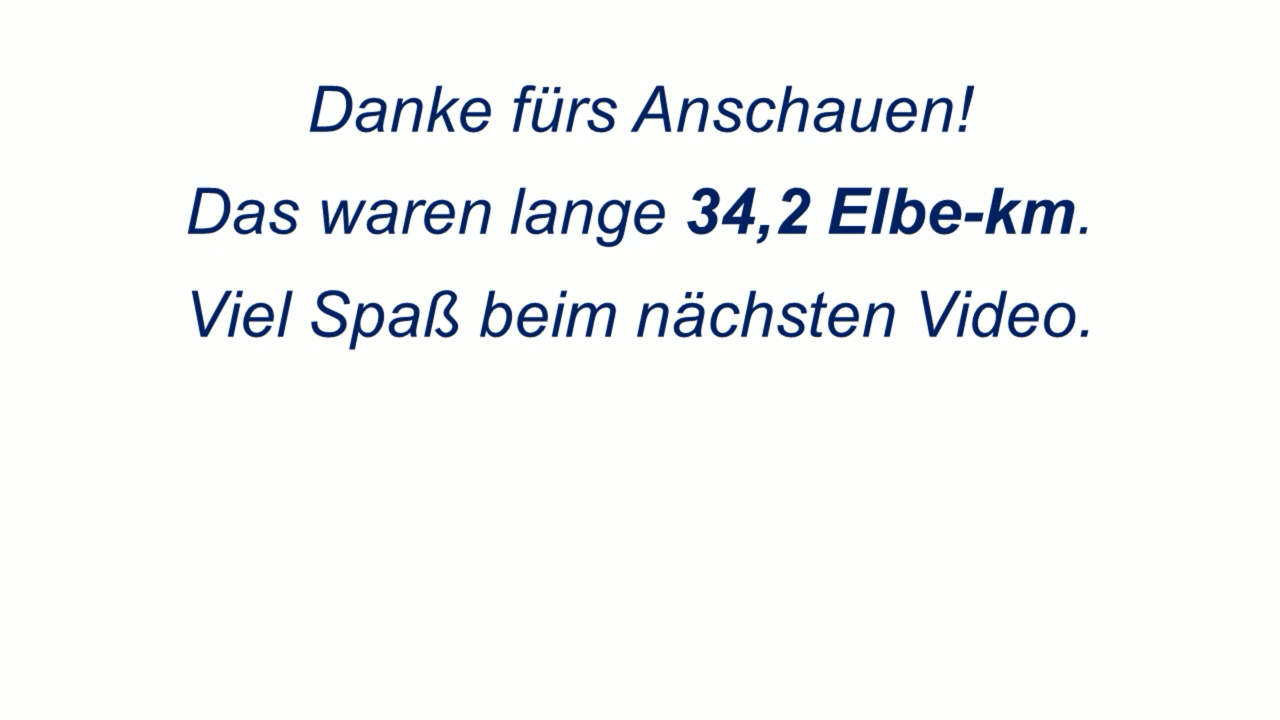 Danke fürs Anschauen!
Das waren lange 34,2 Elbe-km.
Viel Spaß beim nächsten Video.